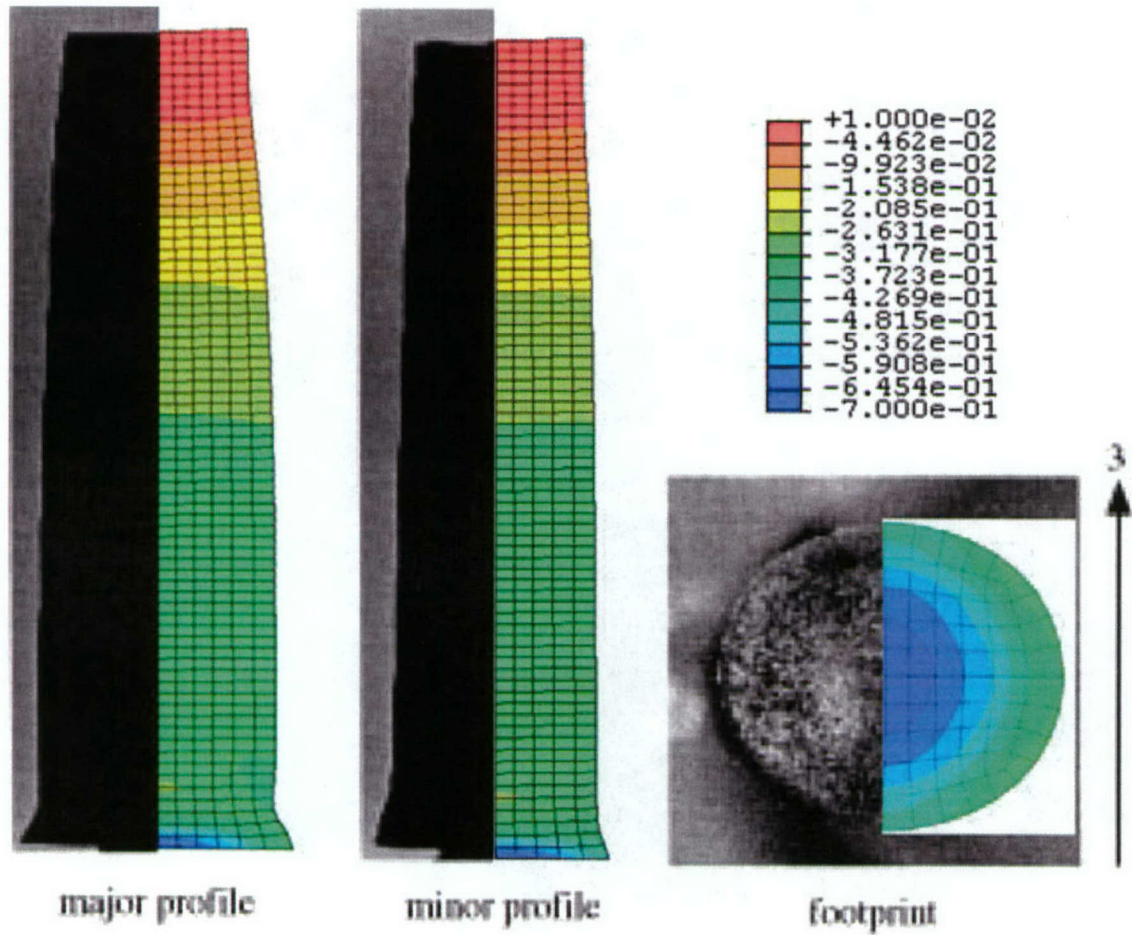 +1.000e-02
-4.462e-02
-9.923e-02
-1.538e-01
-2.085e-01
-2.631e-01
-3.177e-01
-3.723e-01
-4.269e-01
-4.815e-01
-5.362e-01
-5.908e-01
-6.454e-01
-7.000e-01
3
major profile
minor profile
footprint